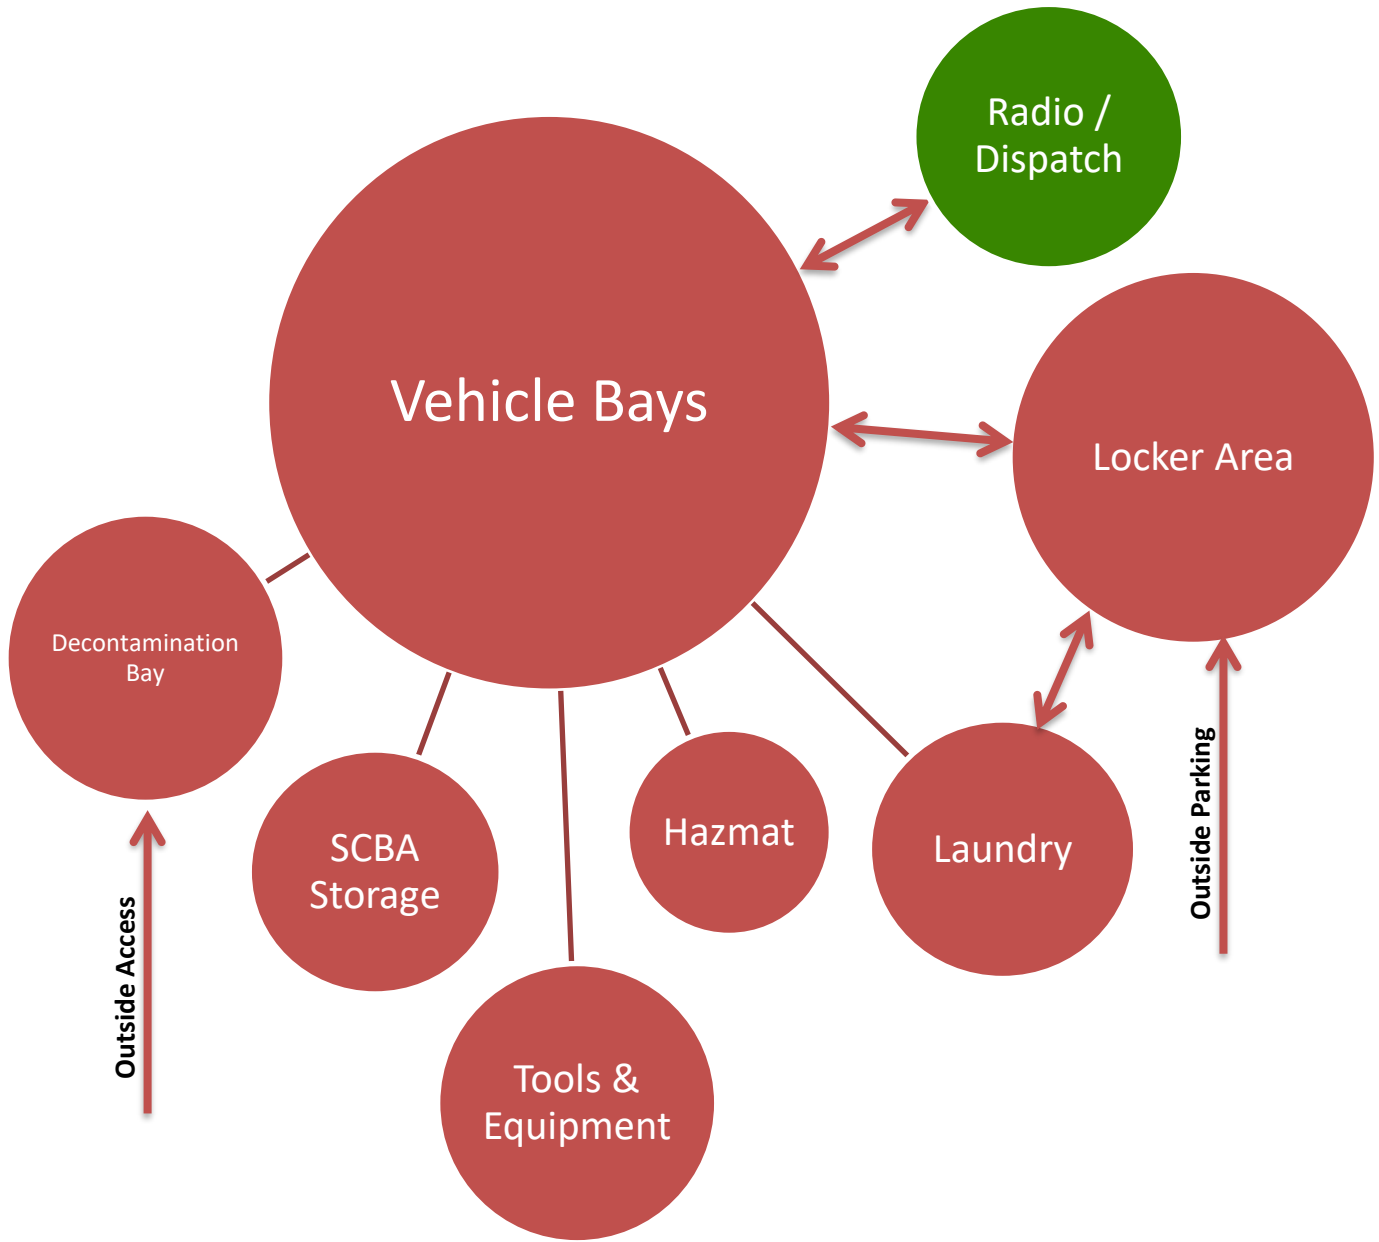 Radio /
Dispatch
Vehicle Bays
Locker Area
Decontamination
Bay
SCBA
Storage
Hazmat
Laundry
Outside Parking
Outside Access
Tools &
Equipment